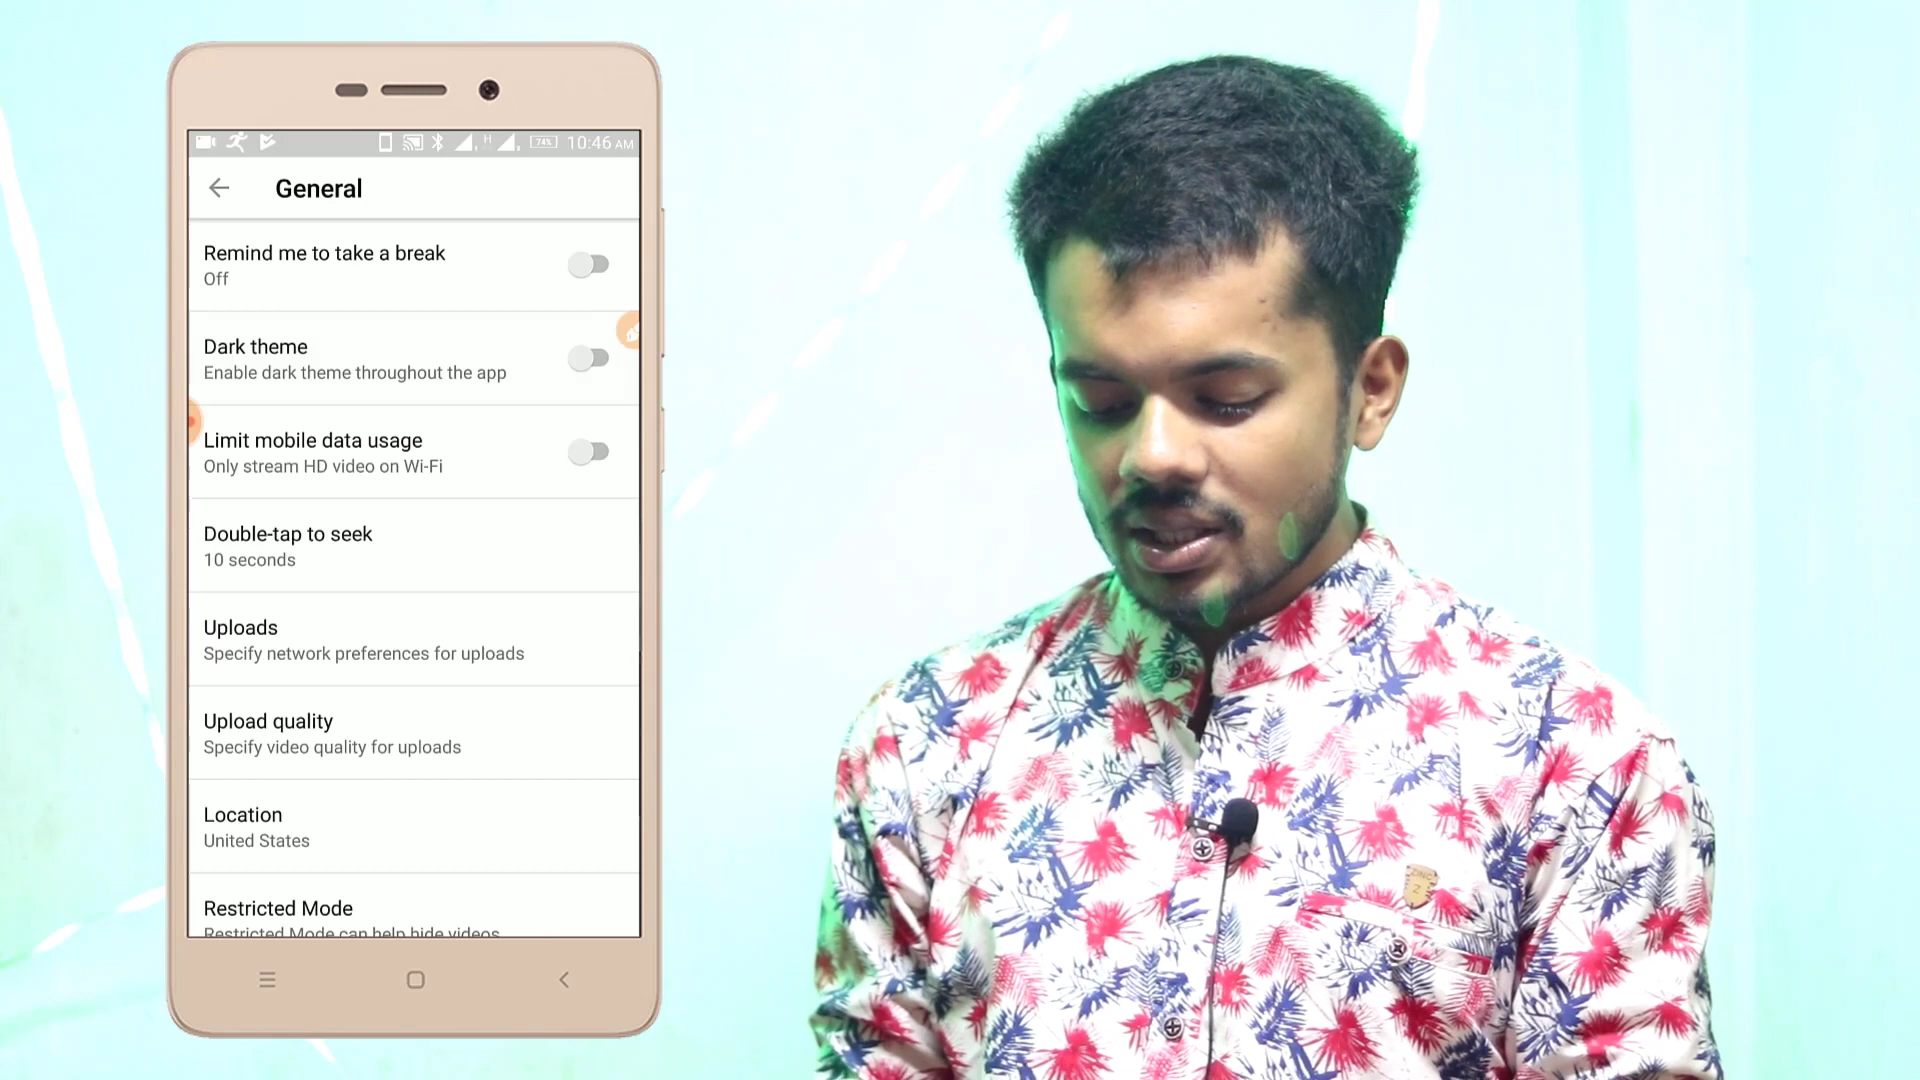 H 74% 10:46 AM
General
Remind me to take a break
Off
Dark theme
Enable dark theme throughout the app
Limit mobile data usage
Only stream HD video on Wi-Fi
Double-tap to seek
10 seconds
Uploads
Specify network preferences for uploads
Upload quality
Specify video quality for uploads
Location
United States
Restricted Mode
Restricted Mode can help hide videos
Z